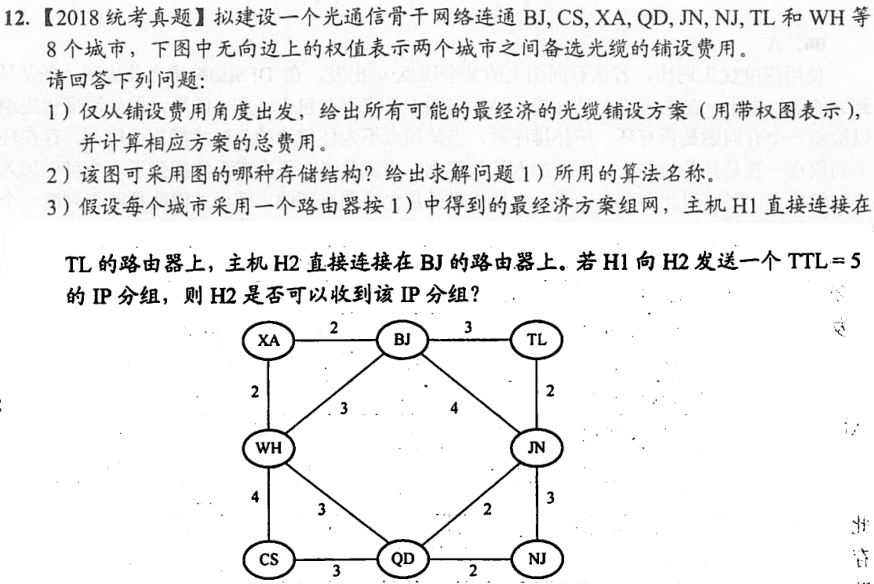 12.【2018 统考真题】拟建设一个光通信骨干网络连通 BJ, CS, XA, QD, JN, NJ, TL 和 WH 等
8 个城市，下图中无向边上的权值表示两个城市之间备选光缆的铺设费用。
请回答下列问题：
1）仅从铺设费用角度出发，给出所有可能的最经济的光缆铺设方案（用带权图表示），
并计算相应方案的总费用。
2）该图可采用图的哪种存储结构？给出求解问题 1）所用的算法名称。
3）假设每个城市采用一个路由器按 1）中得到的最经济方案组网，主机 H1 直接连接在
TL 的路由器上，主机 H2 直接连接在 BJ 的路由器上。若 H1 向 H2 发送一个 TTL = 5
的 IP 分组，则 H2 是否可以收到该 IP 分组？
XA 2 BJ 3 TL
2 3 4 2
WH JN
4 3 2 3
CS 3 QD 2 NJ